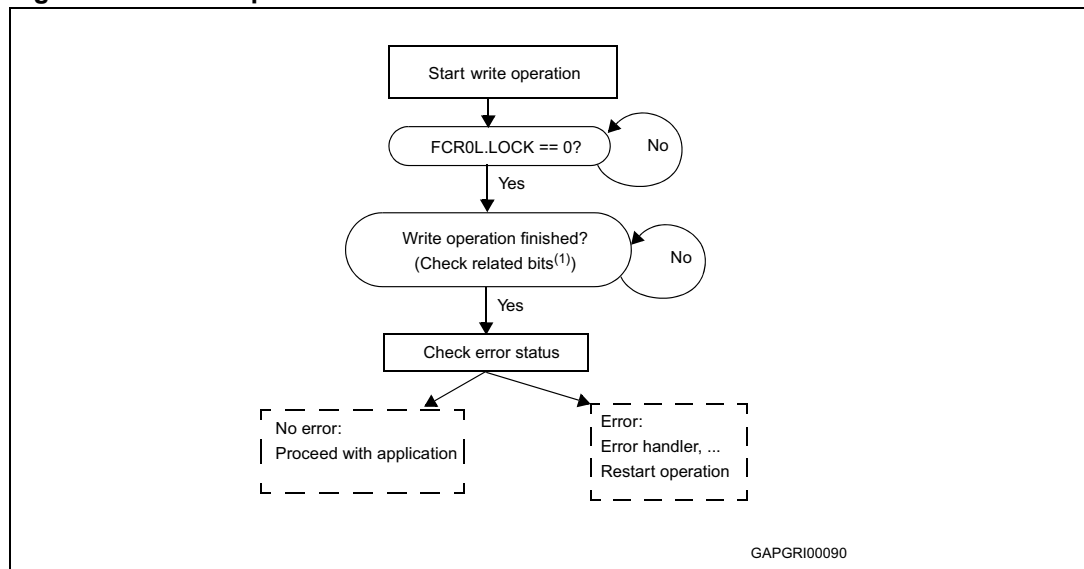 Start write operation
FCR0L.LOCK == 0?
No
Yes
Write operation finished?
(Check related bits(1))
No
Yes
Check error status
No error:
Proceed with application
Error:
Error handler, ...
Restart operation
GAPGRI00090